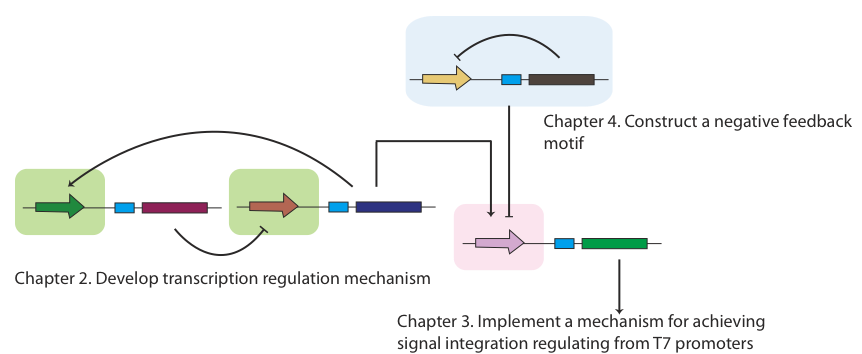 Chapter 4. Construct a negative feedback
motif
Chapter 2. Develop transcription regulation mechanism
Chapter 3. Implement a mechanism for achieving
signal integration regulating from T7 promoters